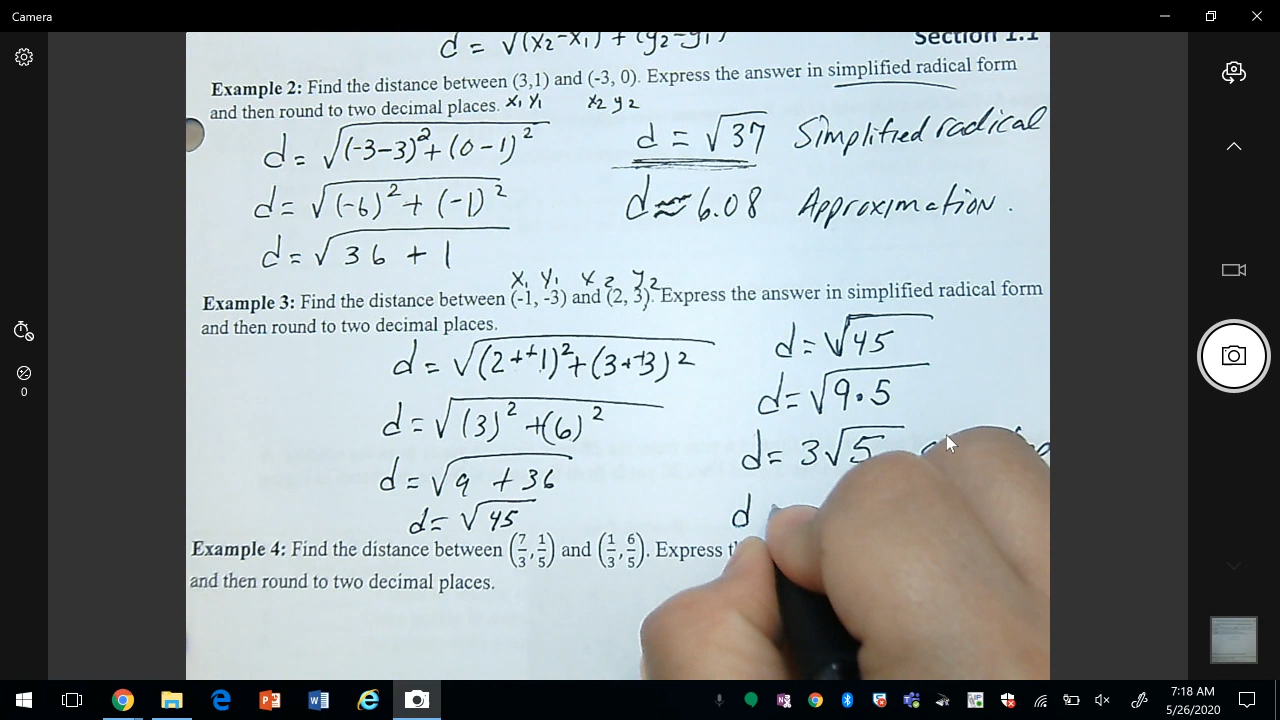 Camera
d = √(x₂-x₁) + (y₂-y₁)
Section 1.1
Example 2: Find the distance between (3,1) and (-3, 0). Express the answer in simplified radical form
and then round to two decimal places. x₁ y₁ x₂ y₂
d = √(-3-3)² + (0-1)²
d = √(-6)² + (-1)²
d = √36 + 1
d = √37 Simplified radical
d ≈ 6.08 Approximation.
x₁ y₁ x₂ y₂
Example 3: Find the distance between (-1, -3) and (2, 3). Express the answer in simplified radical form
and then round to two decimal places.
d = √(2++1)²+(3++3)²
d = √(3)² + (6)²
d = √9 + 36
d = √45
d = √45
d = √9·5
d = 3√5
d
Example 4: Find the distance between (7/3, 1/5) and (1/3, 6/5). Express
and then round to two decimal places.
0
7:18 AM
5/26/2020